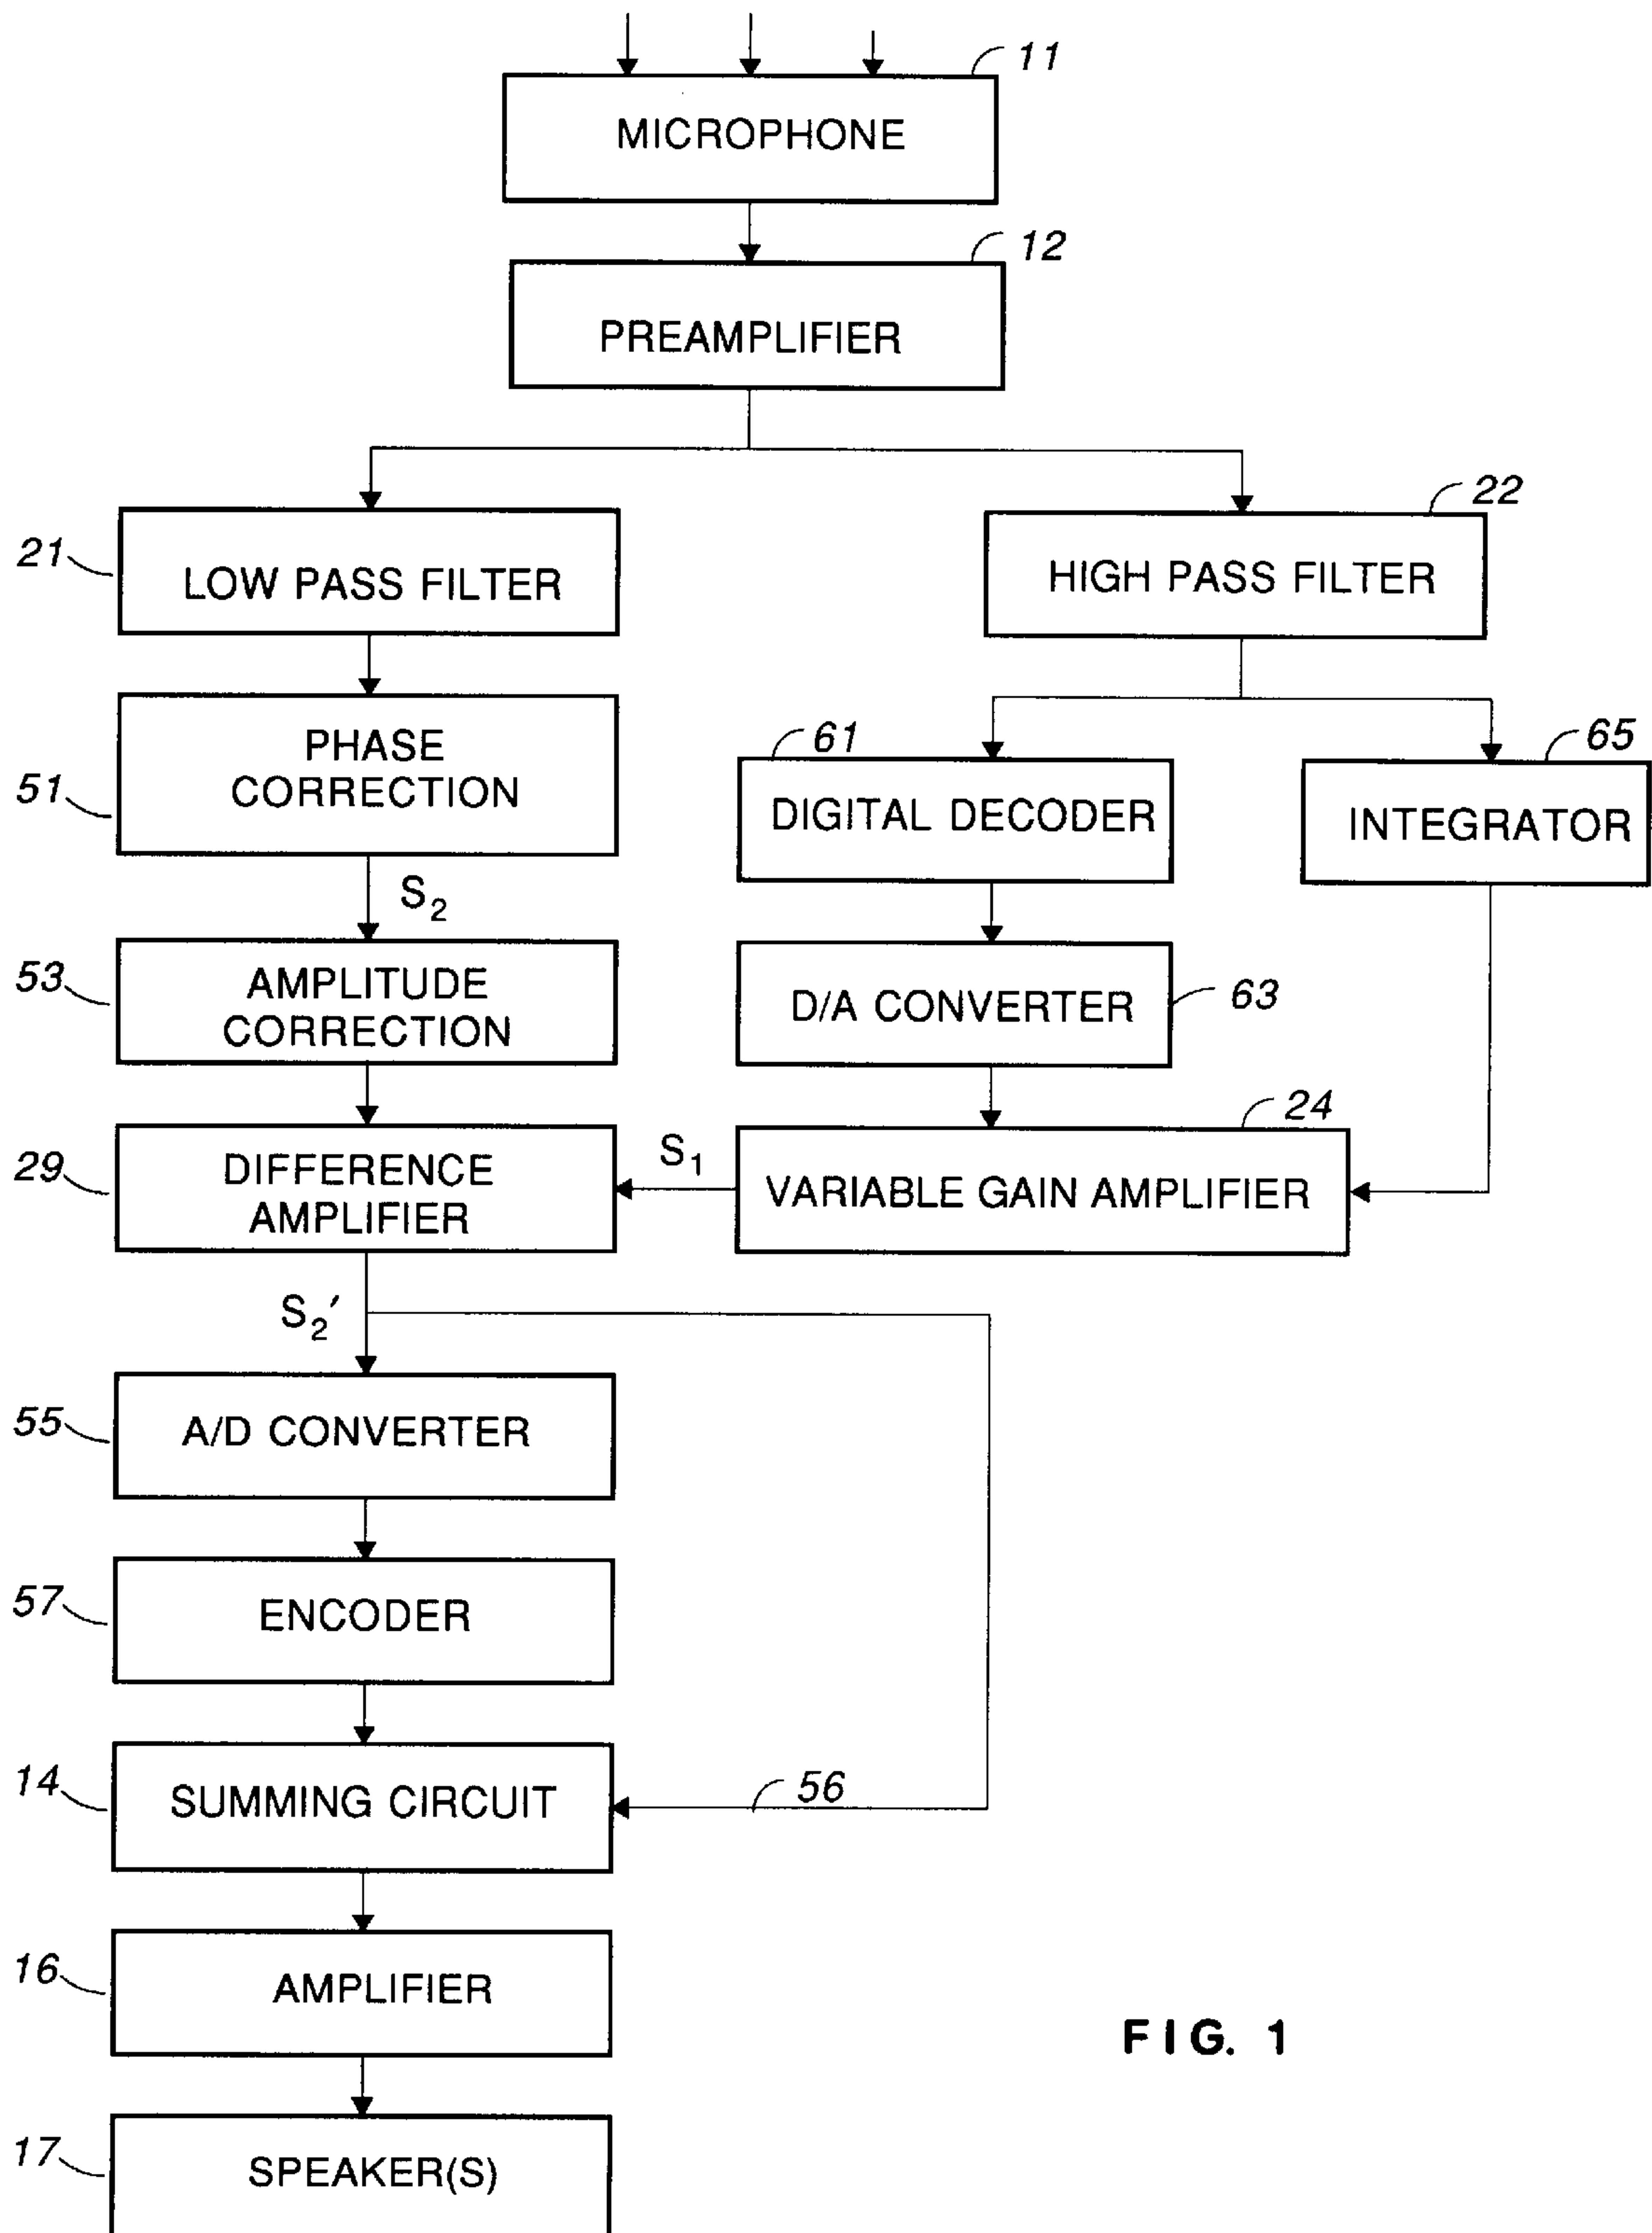 11
MICROPHONE
12
PREAMPLIFIER
21
LOW PASS FILTER
22
HIGH PASS FILTER
51
PHASE
CORRECTION
61
DIGITAL DECODER
65
INTEGRATOR
S2
53
AMPLITUDE
CORRECTION
D/A CONVERTER
63
29
DIFFERENCE
AMPLIFIER
S1
24
VARIABLE GAIN AMPLIFIER
S2'
55
A/D CONVERTER
57
ENCODER
14
SUMMING CIRCUIT
56
16
AMPLIFIER
17
SPEAKER(S)
FIG. 1